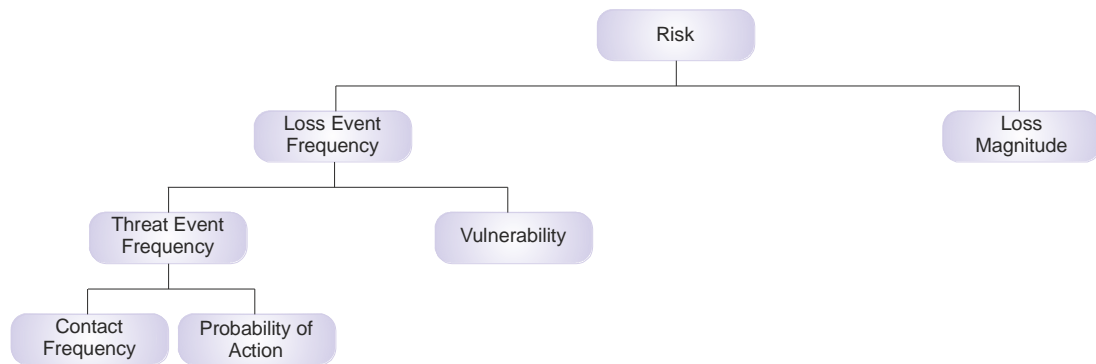 Risk
Loss Event
Frequency
Loss
Magnitude
Threat Event
Frequency
Vulnerability
Contact
Frequency
Probability of
Action